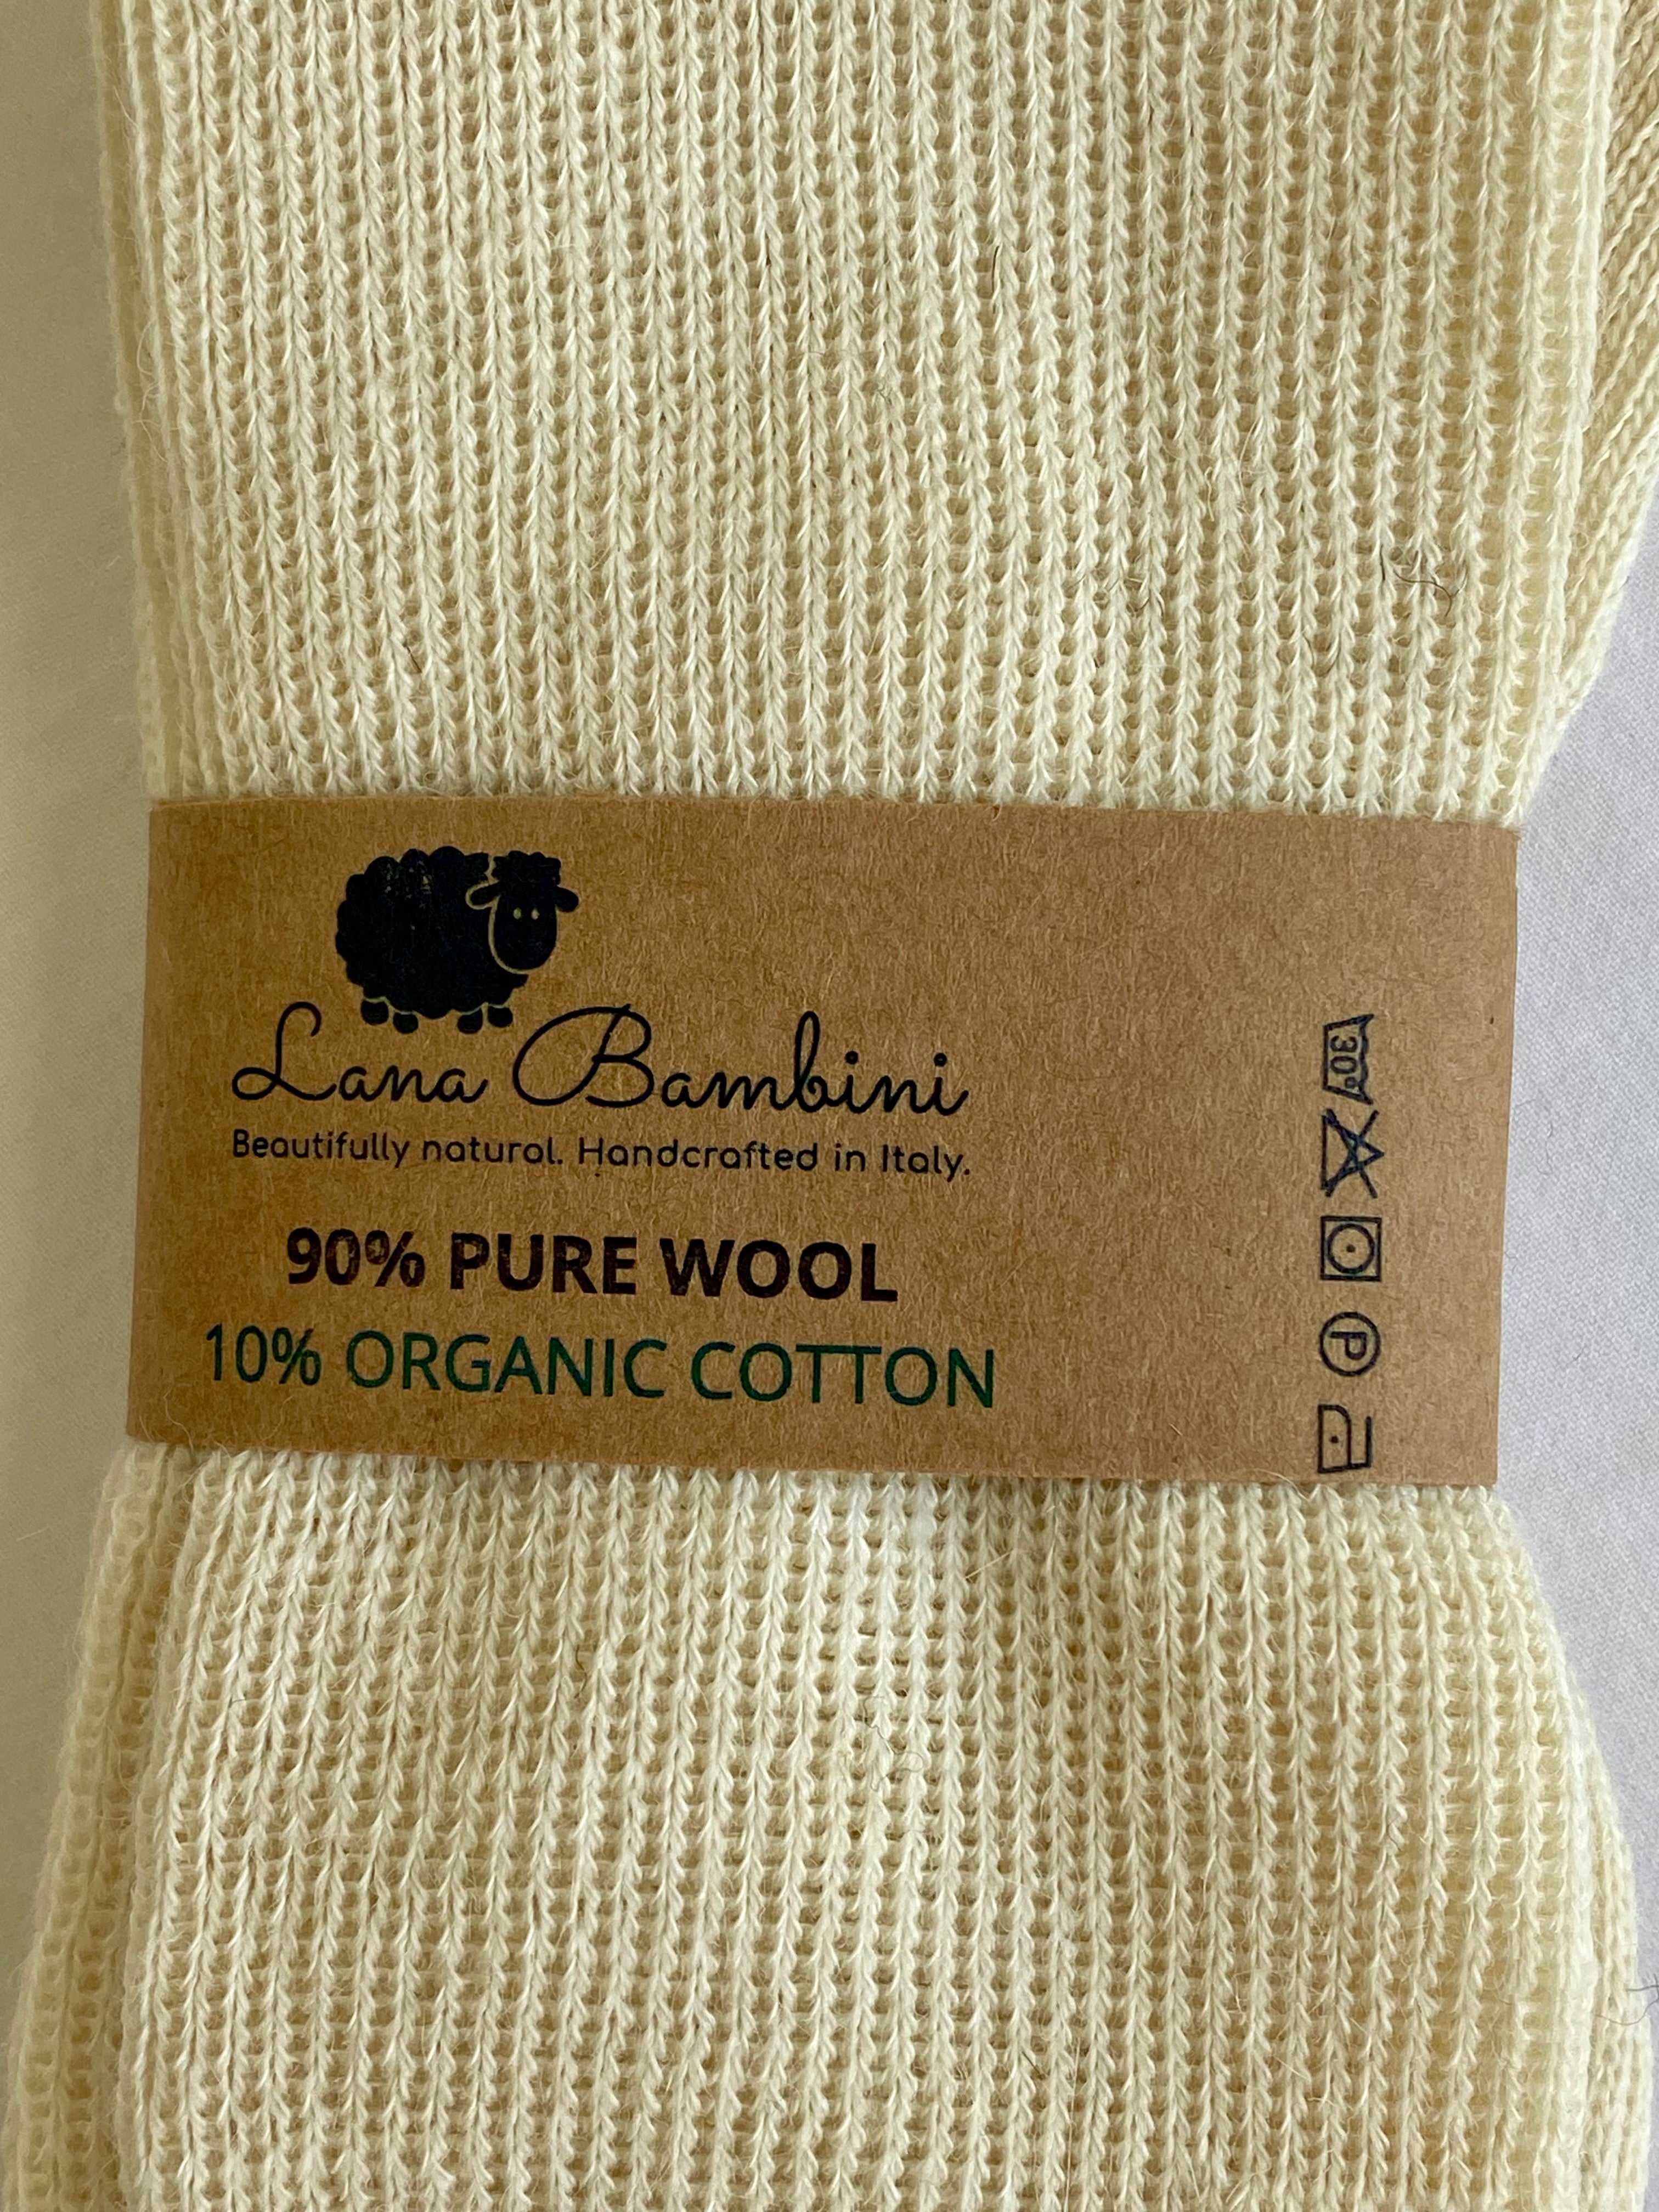 Lana Bambini
Beautifully natural. Handcrafted in Italy.
90% PURE WOOL
10% ORGANIC COTTON
30°
P